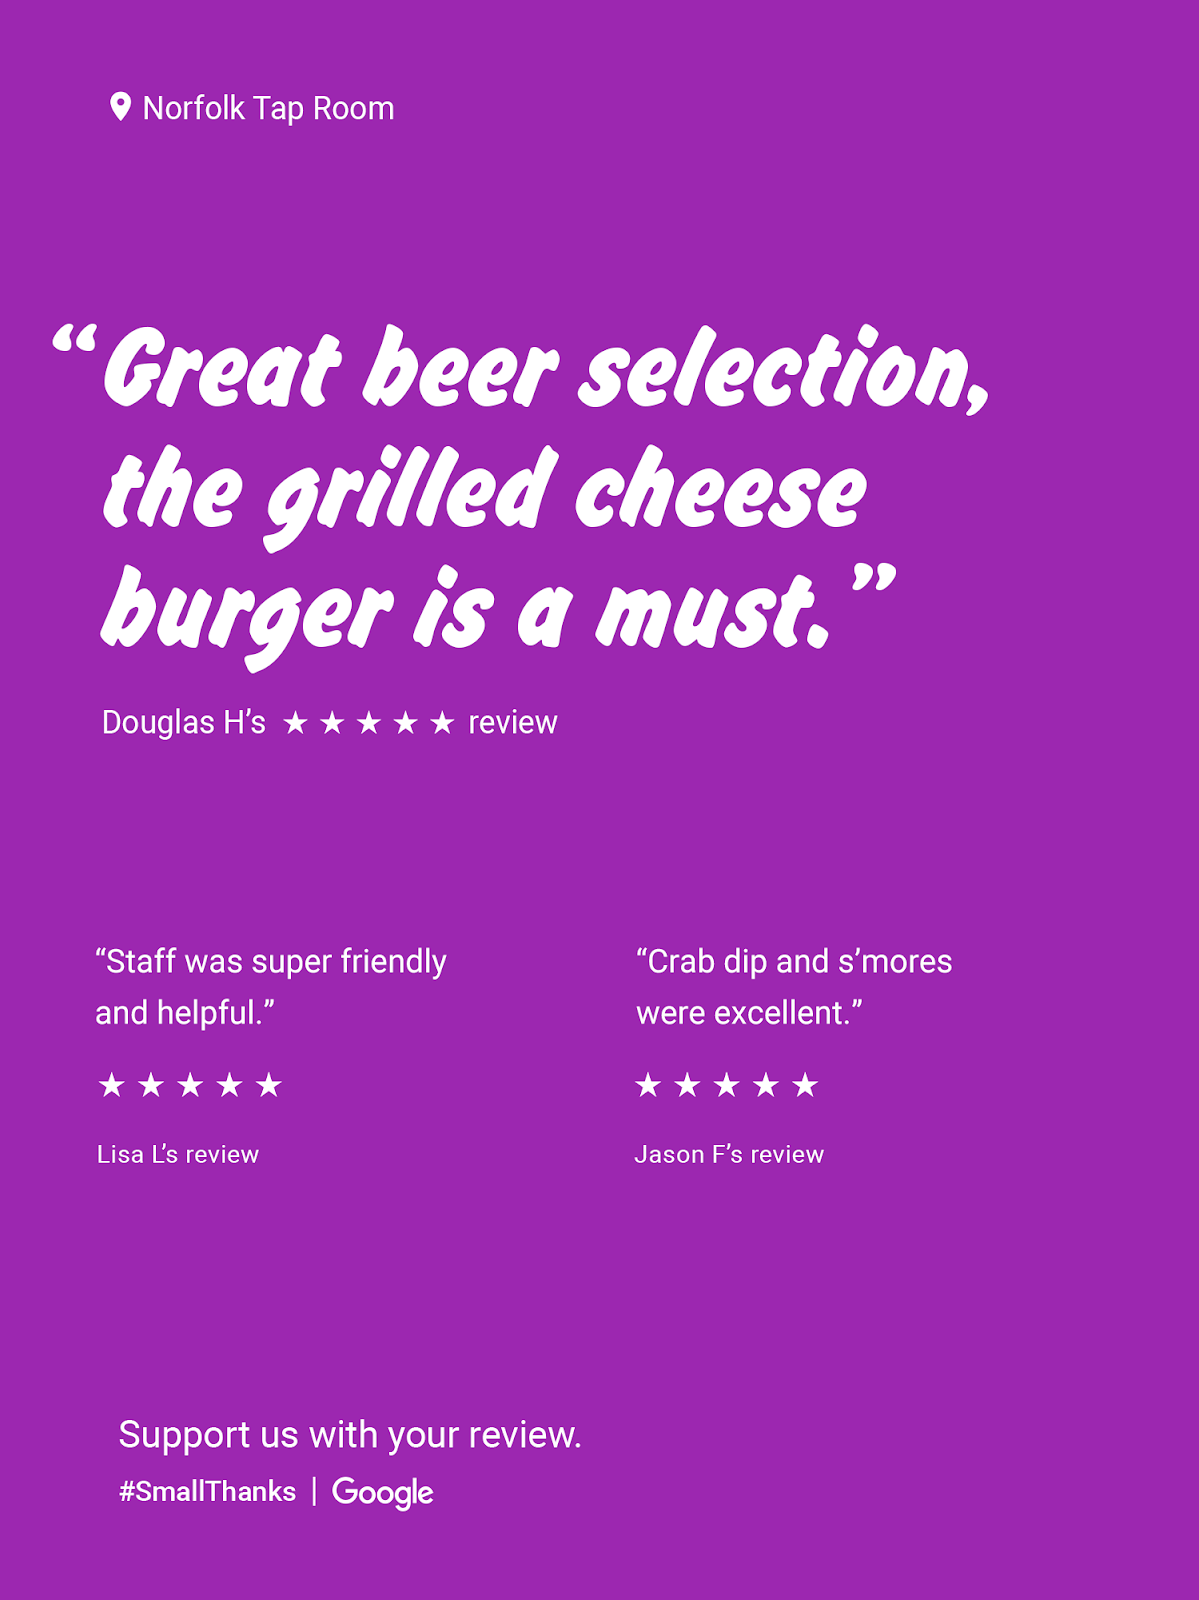 Norfolk Tap Room
“Great beer selection,
the grilled cheese
burger is a must.”
Douglas H’s ★ ★ ★ ★ ★ review
“Staff was super friendly
and helpful.”
★ ★ ★ ★ ★
Lisa L’s review
“Crab dip and s’mores
were excellent.”
★ ★ ★ ★ ★
Jason F’s review
Support us with your review.
#SmallThanks | Google